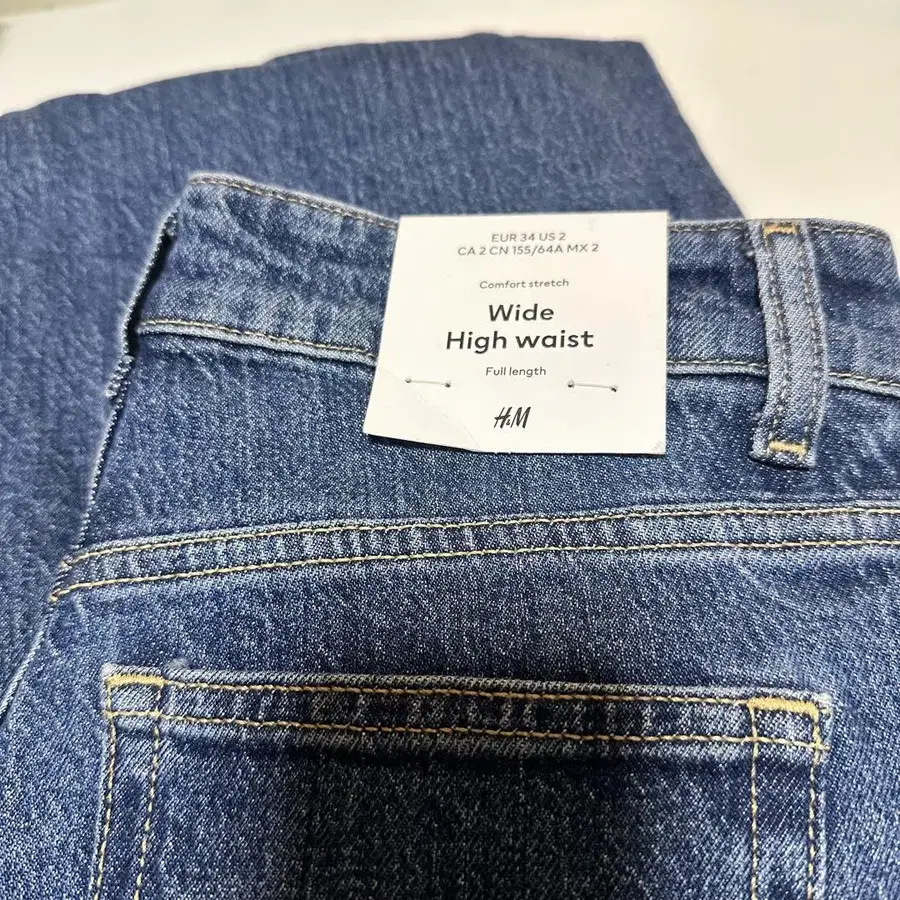 EUR 34 US 2
CA 2 CN 155/64A MX 2
Comfort stretch
Wide
High waist
Full length
H&M